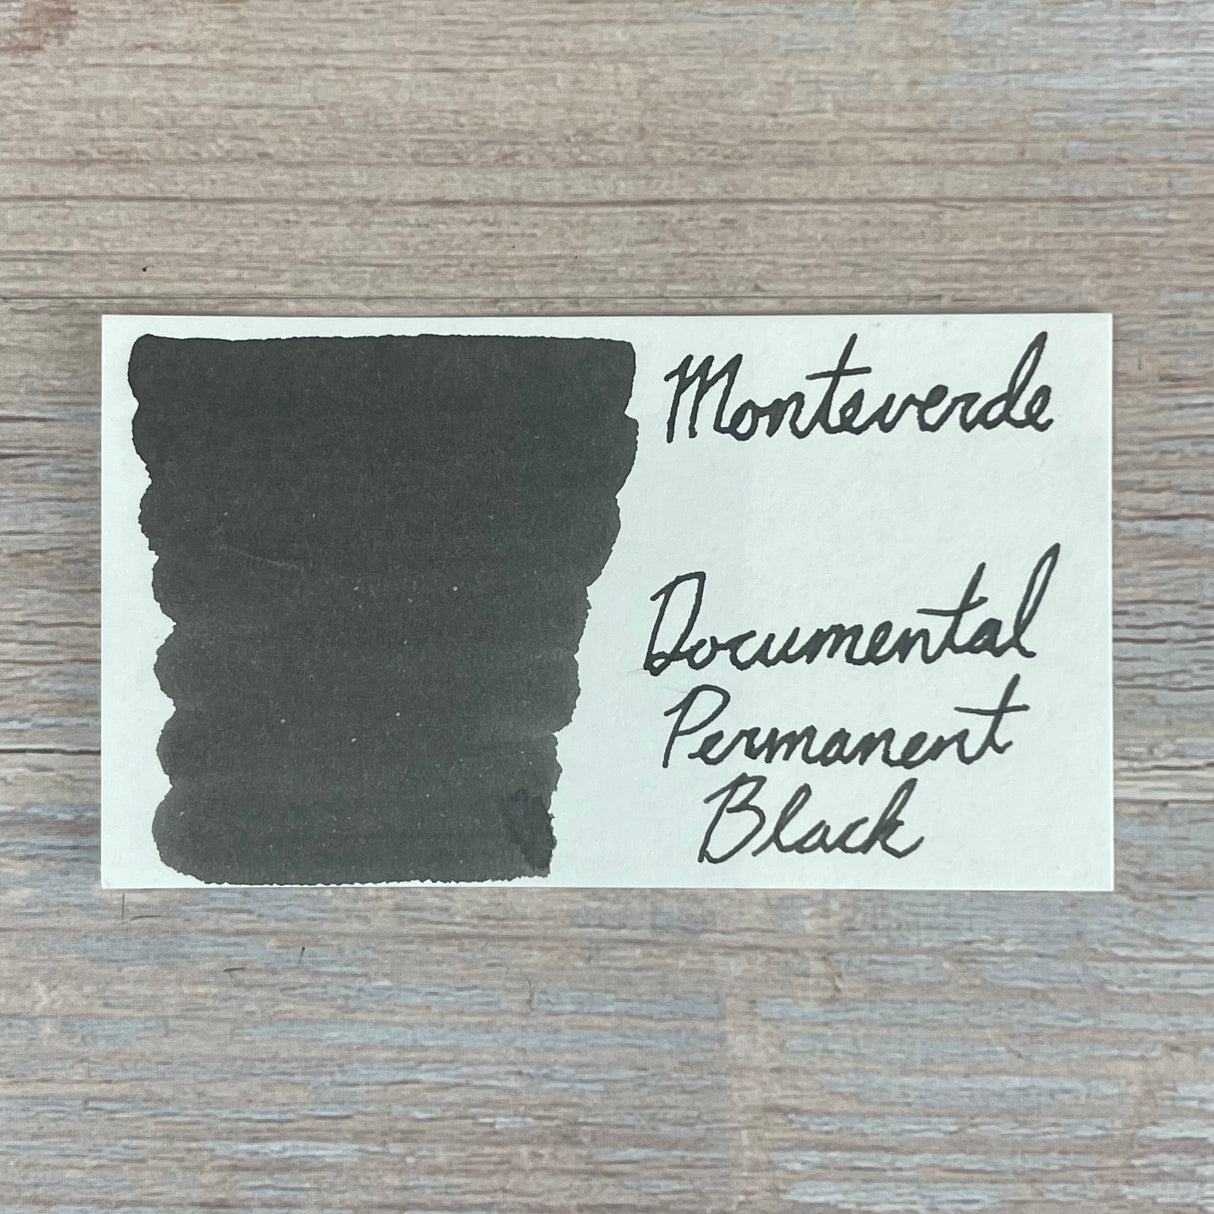 Monteverde
Documental
Permanent
Black